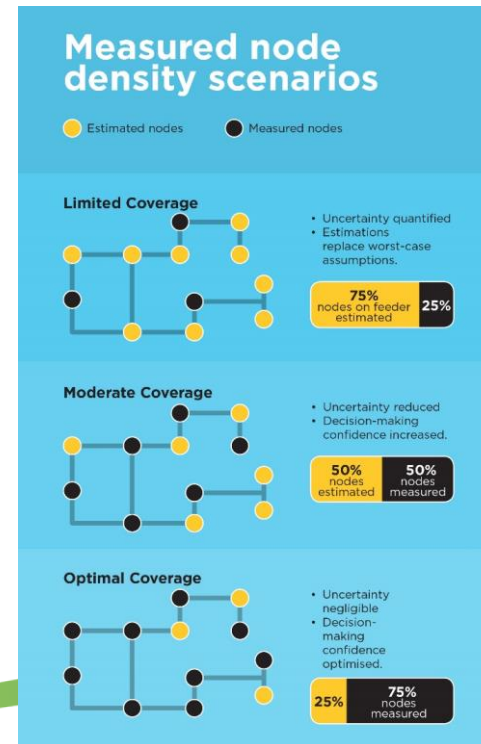 Measured node
density scenarios
Estimated nodes
Measured nodes
Limited Coverage
• Uncertainty quantified
• Estimations
replace worst-case
assumptions.
75%
nodes on feeder
estimated
25%
Moderate Coverage
• Uncertainty reduced
• Decision-making
confidence increased.
50%
nodes
estimated
50%
nodes
measured
Optimal Coverage
• Uncertainty
negligible
• Decision-
making
confidence
optimised.
25%
75%
nodes
measured